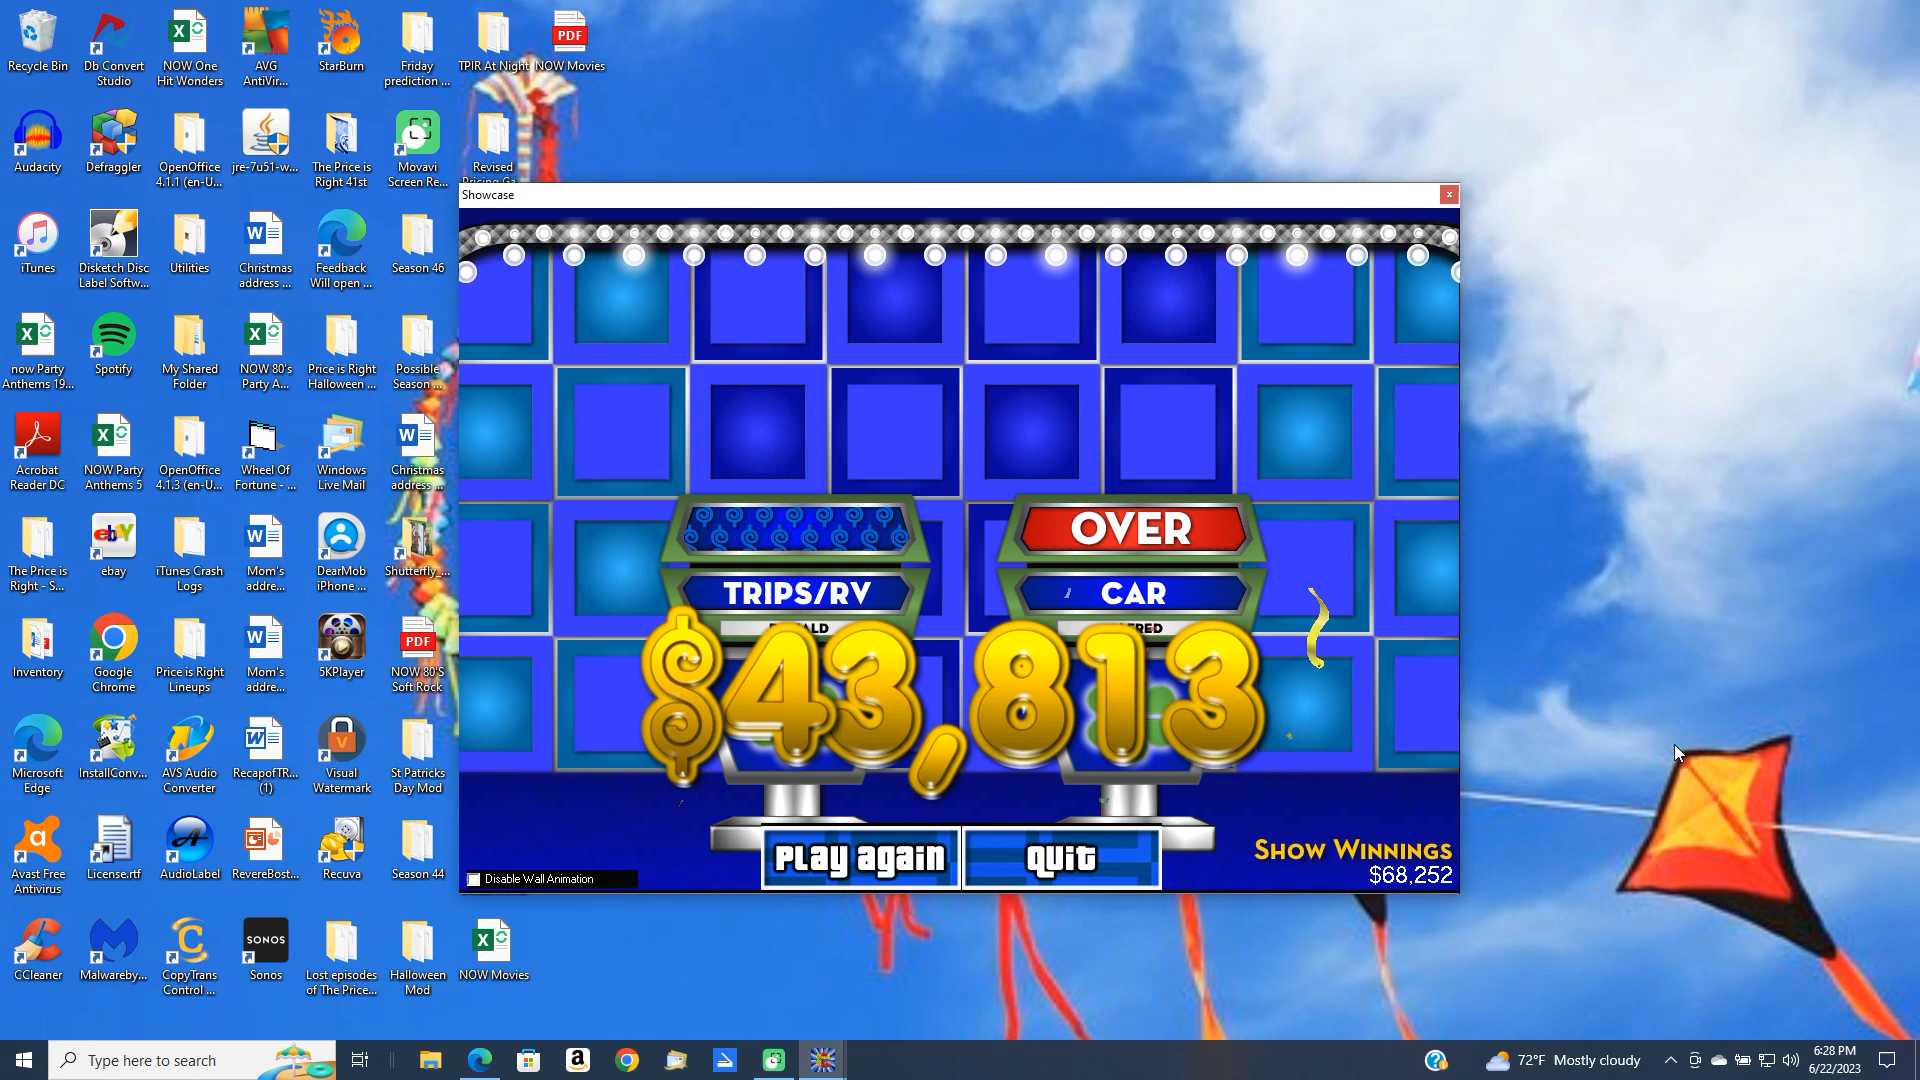 Recycle Bin
Db Convert
Studio
NOW One
Hit Wonders
AVG
AntiVir...
StarBurn
Friday
prediction ...
TPIR At Night
NOW Movies
PDF
Audacity
Defraggler
OpenOffice
4.1.1 (en-U...
jre-7u51-w...
The Price is
Right 41st
Movavi
Screen Re...
Revised
iTunes
Disketch Disc
Label Softw...
Utilities
Christmas
address ...
Feedback
Will open ...
Season 46
now Party
Anthems 19...
Spotify
My Shared
Folder
NOW 80's
Party A...
Price is Right
Halloween ...
Possible
Season ...
Acrobat
Reader DC
NOW Party
Anthems 5
OpenOffice
4.1.3 (en-U...
Wheel Of
Fortune - ...
Windows
Live Mail
Christmas
address ...
The Price is
Right - S...
ebay
iTunes Crash
Logs
Mom's
addre...
DearMob
iPhone ...
Shutterfly_...
Inventory
Google
Chrome
Price is Right
Lineups
Mom's
addre...
5KPlayer
PDF
NOW 80'S
Soft Rock
Microsoft
Edge
InstallConv...
AVS Audio
Converter
RecapofTR...
(1)
Visual
Watermark
St Patricks
Day Mod
Avast Free
Antivirus
License.rtf
AudioLabel
RevereBost...
Recuva
Season 44
CCleaner
Malwareby...
CopyTrans
Control ...
SONOS
Sonos
Lost episodes
of The Price...
Halloween
Mod
NOW Movies
Showcase
OVER
TRIPS/RV
CAR
$43,813
Play again
Quit
Show Winnings
$68,252
Disable Wall Animation
Type here to search
72°F Mostly cloudy
6:28 PM
6/22/2023